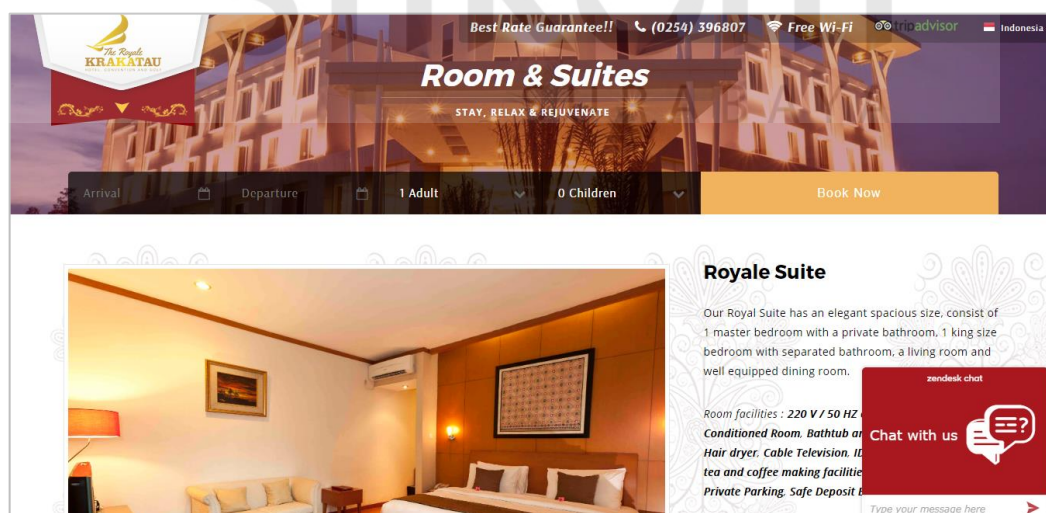 Best Rate Guarantee!! (0254) 396807 Free Wi-Fi tripadvisor Indonesia
The Royale
KRAKATAU
HOTEL, CONVENTION AND GOLF
Room & Suites
STAY, RELAX & REJUVENATE
Arrival Departure 1 Adult 0 Children Book Now
Royale Suite
Our Royal Suite has an elegant spacious size, consist of
1 master bedroom with a private bathroom, 1 king size
bedroom with separated bathroom, a living room and
well equipped dining room.
Room facilities : 220 V / 50 HZ
Conditioned Room, Bathtub
Hair dryer, Cable Television,
tea and coffee making
Private Parking, Safe Deposit
zendesk chat
Chat with us
Type your message here